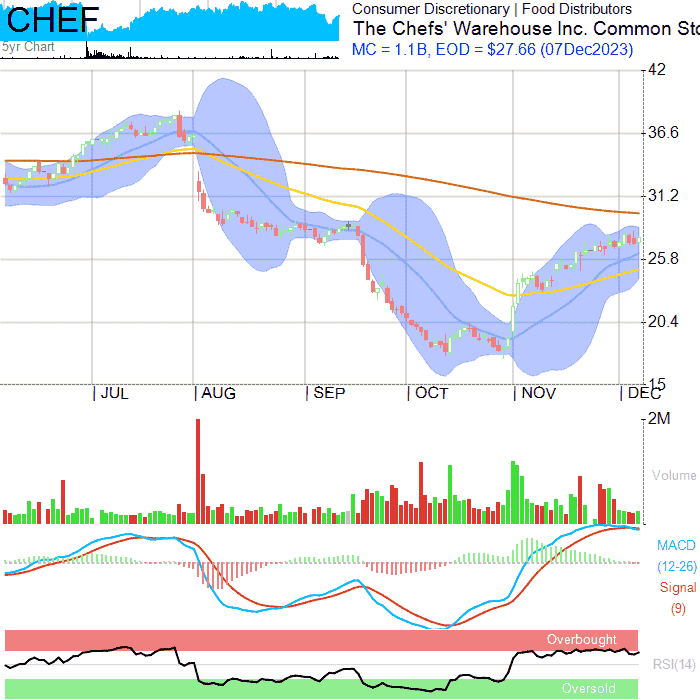 CHEF
5yr Chart
Consumer Discretionary | Food Distributors
The Chefs' Warehouse Inc. Common Sto
MC = 1.1B, EOD = $27.66 (07Dec2023)
42
36.6
31.2
25.8
20.4
15
JUL AUG SEP OCT NOV DEC
2M
Volume
MACD
(12-26)
Signal
(9)
Overbought
RSI(14)
Oversold